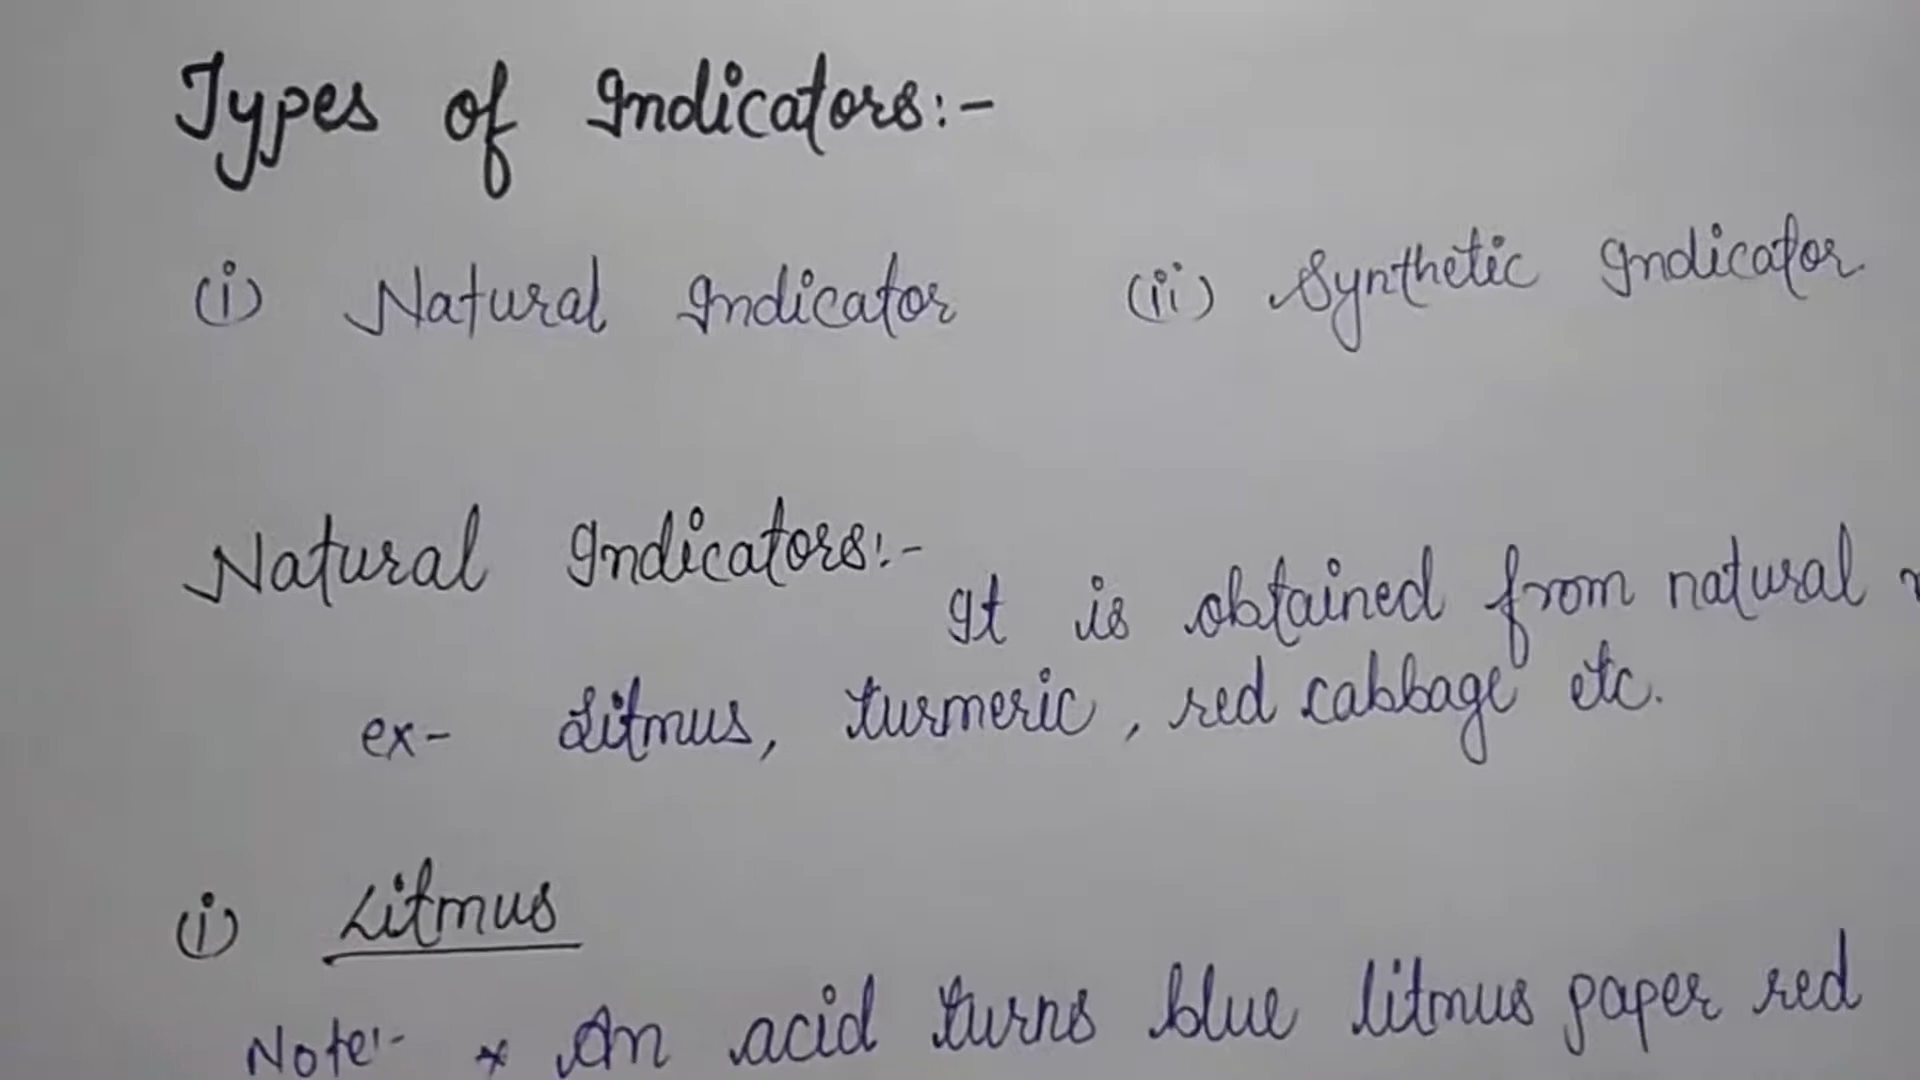 Types of Indicators:-
(i) Natural Indicator (ii) Synthetic Indicator
Natural Indicators:-
It is obtained from natural
ex- Litmus, turmeric, red cabbage etc.
(i) Litmus
Note:- * An acid turns blue litmus paper red